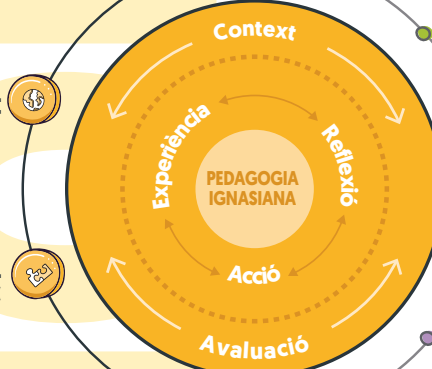 Context
Experiència
Reflexió
PEDAGOGIA
IGNASIANA
Acció
Avaluació